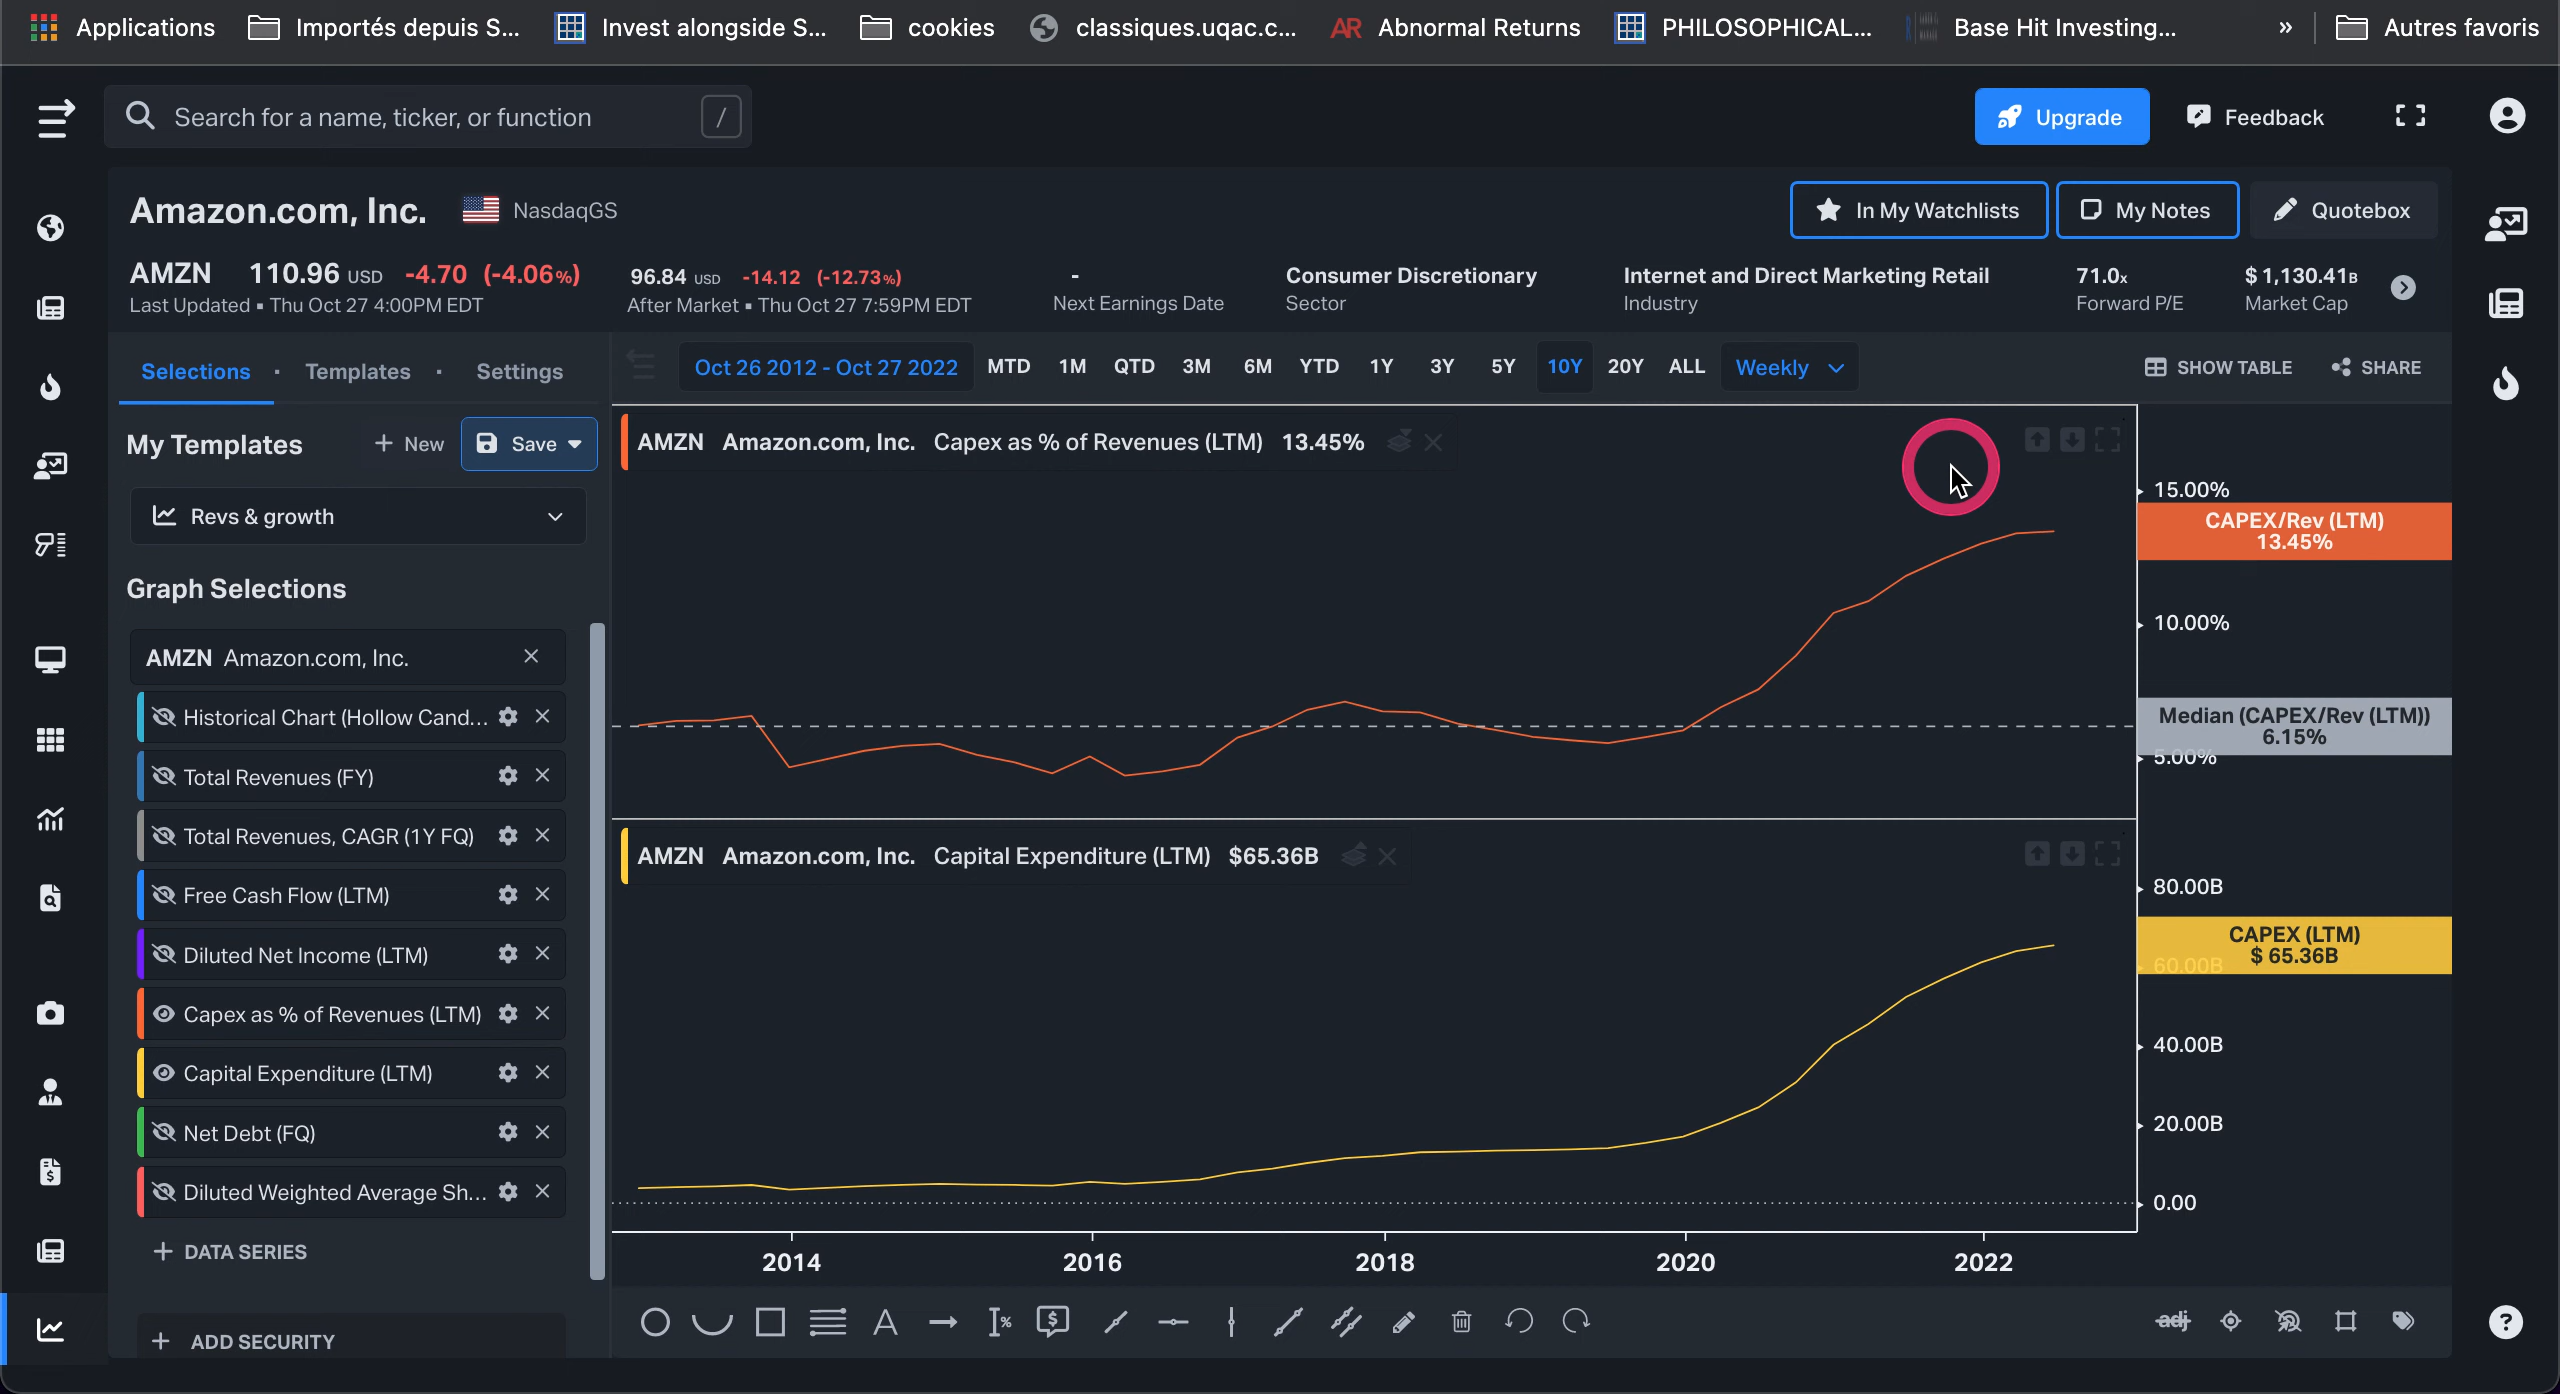 Applications
Importés depuis S...
Invest alongside S...
cookies
classiques.uqac.c...
AR Abnormal Returns
PHILOSOPHICAL...
Base Hit Investing...
»
Autres favoris
Search for a name, ticker, or function
/
Upgrade
Feedback
Amazon.com, Inc.
NasdaqGS
In My Watchlists
My Notes
Quotebox
AMZN 110.96 USD -4.70 (-4.06%)
Last Updated ▪ Thu Oct 27 4:00PM EDT
96.84 USD -14.12 (-12.73%)
After Market ▪ Thu Oct 27 7:59PM EDT
-
Next Earnings Date
Consumer Discretionary
Sector
Internet and Direct Marketing Retail
Industry
71.0x
Forward P/E
$ 1,130.41B
Market Cap
Selections · Templates · Settings
Oct 26 2012 - Oct 27 2022
MTD 1M QTD 3M 6M YTD 1Y 3Y 5Y 10Y 20Y ALL
Weekly
SHOW TABLE
SHARE
My Templates
+ New
Save
Revs & growth
Graph Selections
AMZN Amazon.com, Inc.
Historical Chart (Hollow Cand...
Total Revenues (FY)
Total Revenues, CAGR (1Y FQ)
Free Cash Flow (LTM)
Diluted Net Income (LTM)
Capex as % of Revenues (LTM)
Capital Expenditure (LTM)
Net Debt (FQ)
Diluted Weighted Average Sh...
+ DATA SERIES
+ ADD SECURITY
AMZN Amazon.com, Inc. Capex as % of Revenues (LTM) 13.45%
15.00%
CAPEX/Rev (LTM)
13.45%
10.00%
Median (CAPEX/Rev (LTM))
6.15%
5.00%
AMZN Amazon.com, Inc. Capital Expenditure (LTM) $65.36B
80.00B
CAPEX (LTM)
$ 65.36B
60.00B
40.00B
20.00B
0.00
2014 2016 2018 2020 2022
A
%
$
adj
?